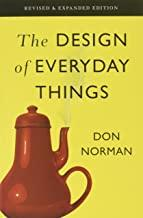 REVISED & EXPANDED EDITION
The DESIGN
of EVERYDAY
THINGS
DON
NORMAN